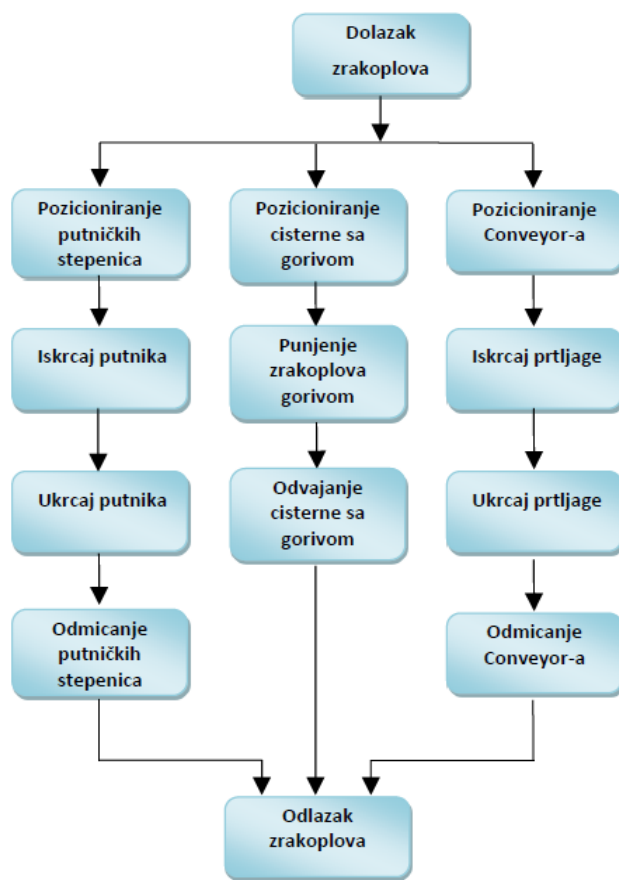 Dolazak
zrakoplova
Pozicioniranje
putničkih
stepenica
Pozicioniranje
cisterne sa
gorivom
Pozicioniranje
Conveyor-a
Iskrcaj putnika
Punjenje
zrakoplova
gorivom
Iskrcaj prtljage
Ukrcaj putnika
Odvajanje
cisterne sa
gorivom
Ukrcaj prtljage
Odmicanje
putničkih
stepenica
Odmicanje
Conveyor-a
Odlazak
zrakoplova